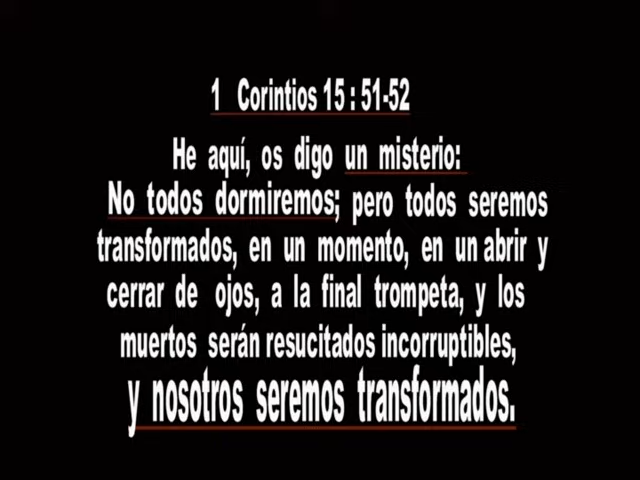 1 Corintios 15 : 51-52
He aquí, os digo un misterio:
No todos dormiremos; pero todos seremos
transformados, en un momento, en un abrir y
cerrar de ojos, a la final trompeta, y los
muertos serán resucitados incorruptibles,
y nosotros seremos transformados.